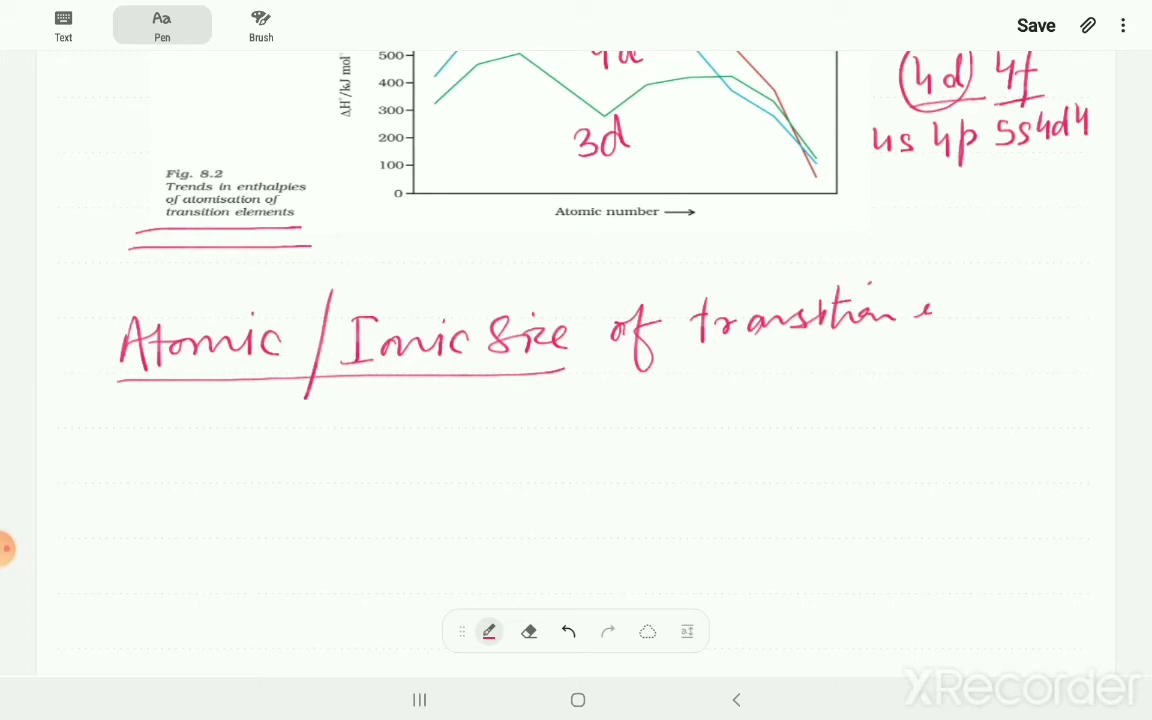 Text
Aa
Pen
Brush
Save
500
400
300
200
100
0
ΔH/kJ mol
4d
3d
(4d) 4f
4s 4p 5s 4d 4
Fig. 8.2
Trends in enthalpies
of atomisation of
transition elements
Atomic number
Atomic / Ionic Size of transition e
XRecorder